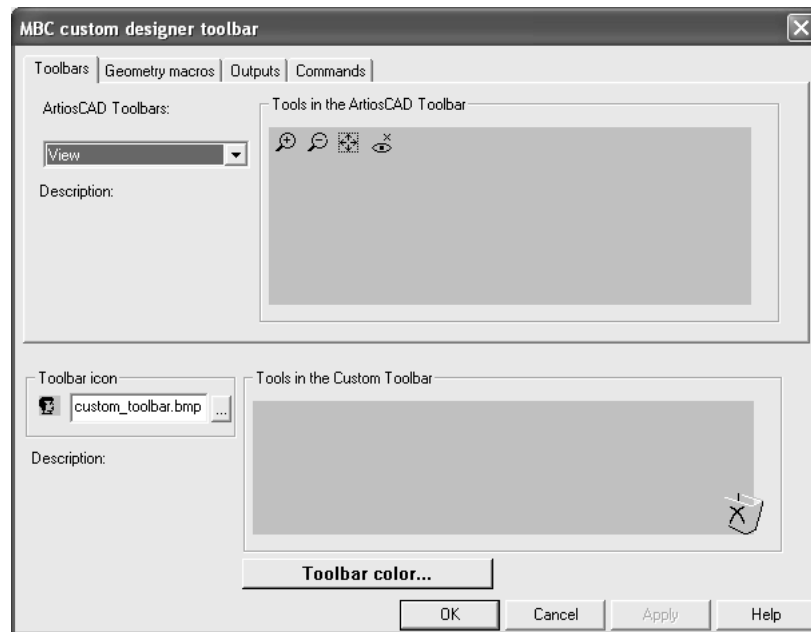 MBC custom designer toolbar
Toolbars Geometry macros Outputs Commands
ArtiosCAD Toolbars:
Tools in the ArtiosCAD Toolbar
View
Description:
Toolbar icon
Tools in the Custom Toolbar
custom_toolbar.bmp ...
Description:
Toolbar color...
OK Cancel Apply Help